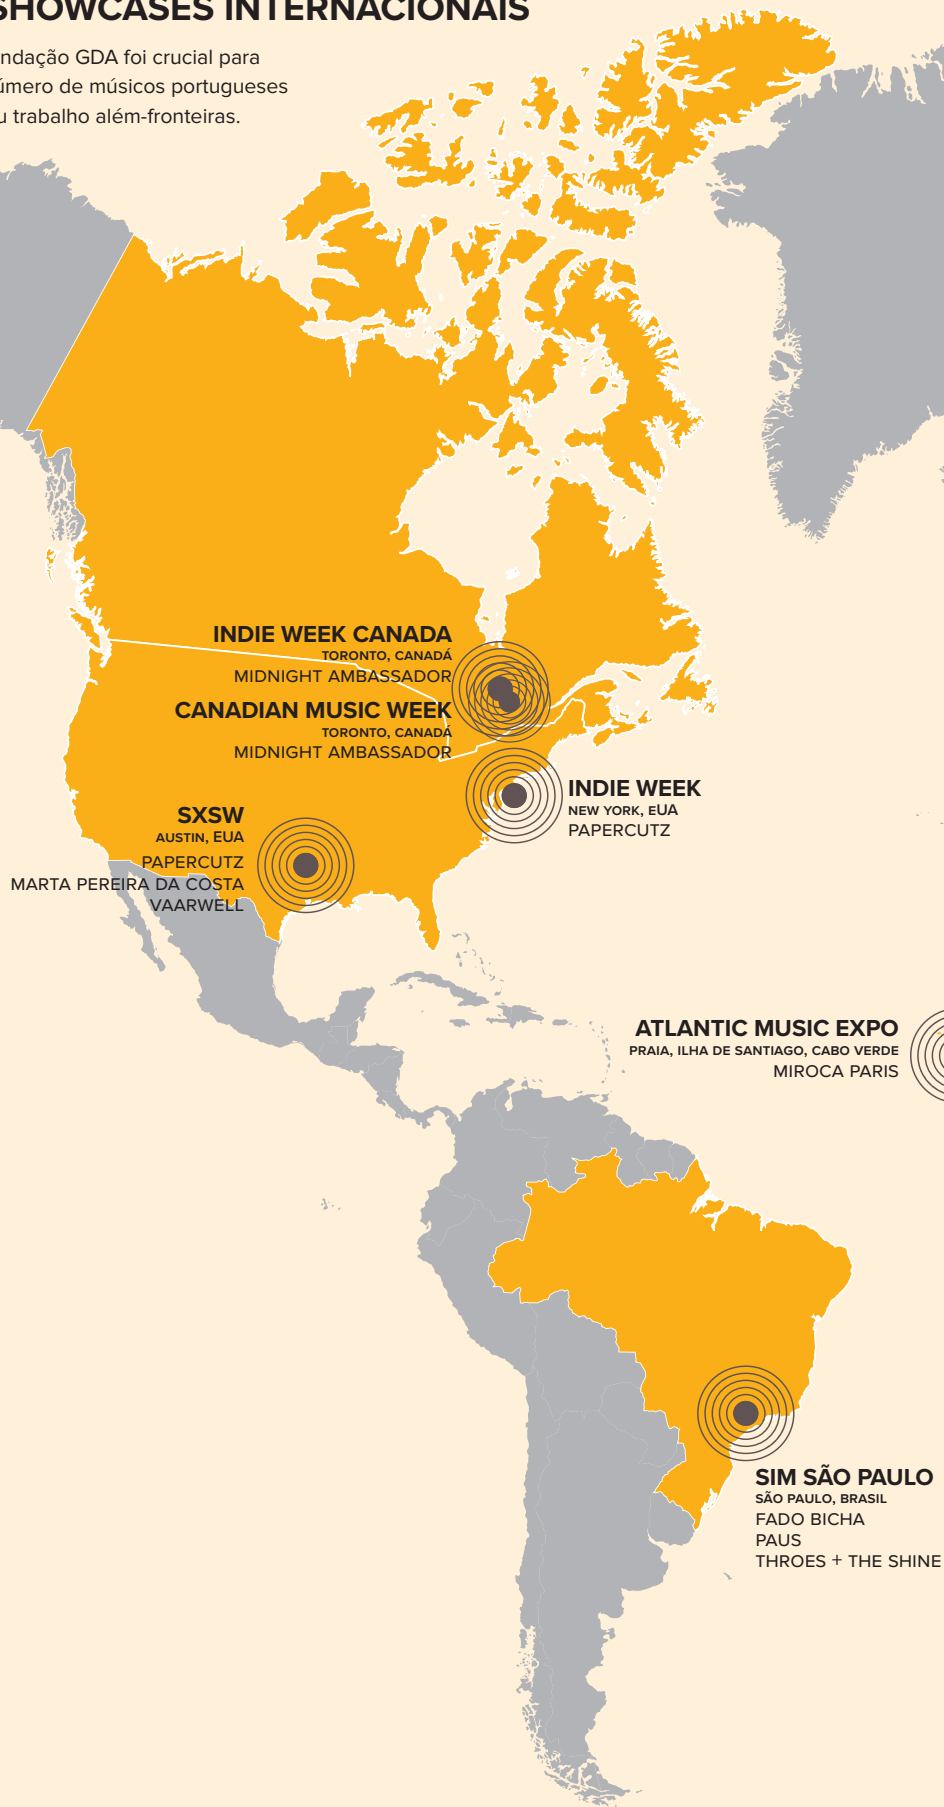 SHOWCASES INTERNACIONAIS
ndação GDA foi crucial para
úmero de músicos portugueses
u trabalho além-fronteiras.
INDIE WEEK CANADA
TORONTO, CANADÁ
MIDNIGHT AMBASSADOR
CANADIAN MUSIC WEEK
TORONTO, CANADÁ
MIDNIGHT AMBASSADOR
INDIE WEEK
NEW YORK, EUA
PAPERCUTZ
SXSW
AUSTIN, EUA
PAPERCUTZ
MARTA PEREIRA DA COSTA
VAARWELL
ATLANTIC MUSIC EXPO
PRAIA, ILHA DE SANTIAGO, CABO VERDE
MIROCA PARIS
SIM SÃO PAULO
SÃO PAULO, BRASIL
FADO BICHA
PAUS
THROES + THE SHINE